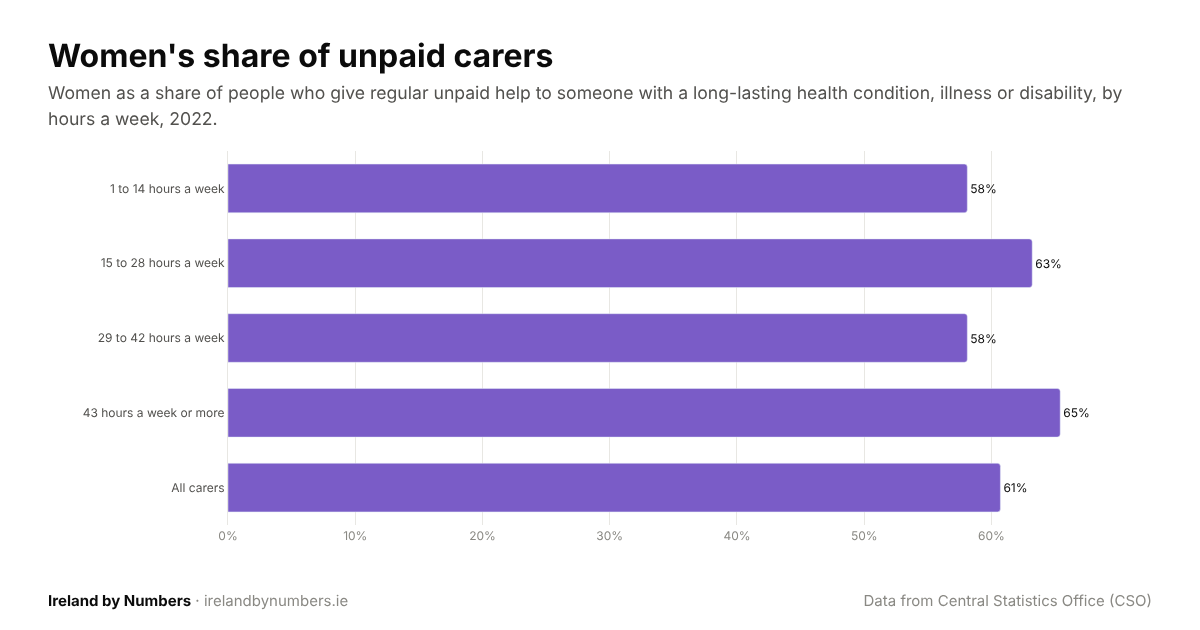 Women's share of unpaid carers
Women as a share of people who give regular unpaid help to someone with a long-lasting health condition, illness or disability, by
hours a week, 2022.
1 to 14 hours a week 58%
15 to 28 hours a week 63%
29 to 42 hours a week 58%
43 hours a week or more 65%
All carers 61%
0% 10% 20% 30% 40% 50% 60%
Ireland by Numbers · irelandbynumbers.ie Data from Central Statistics Office (CSO)